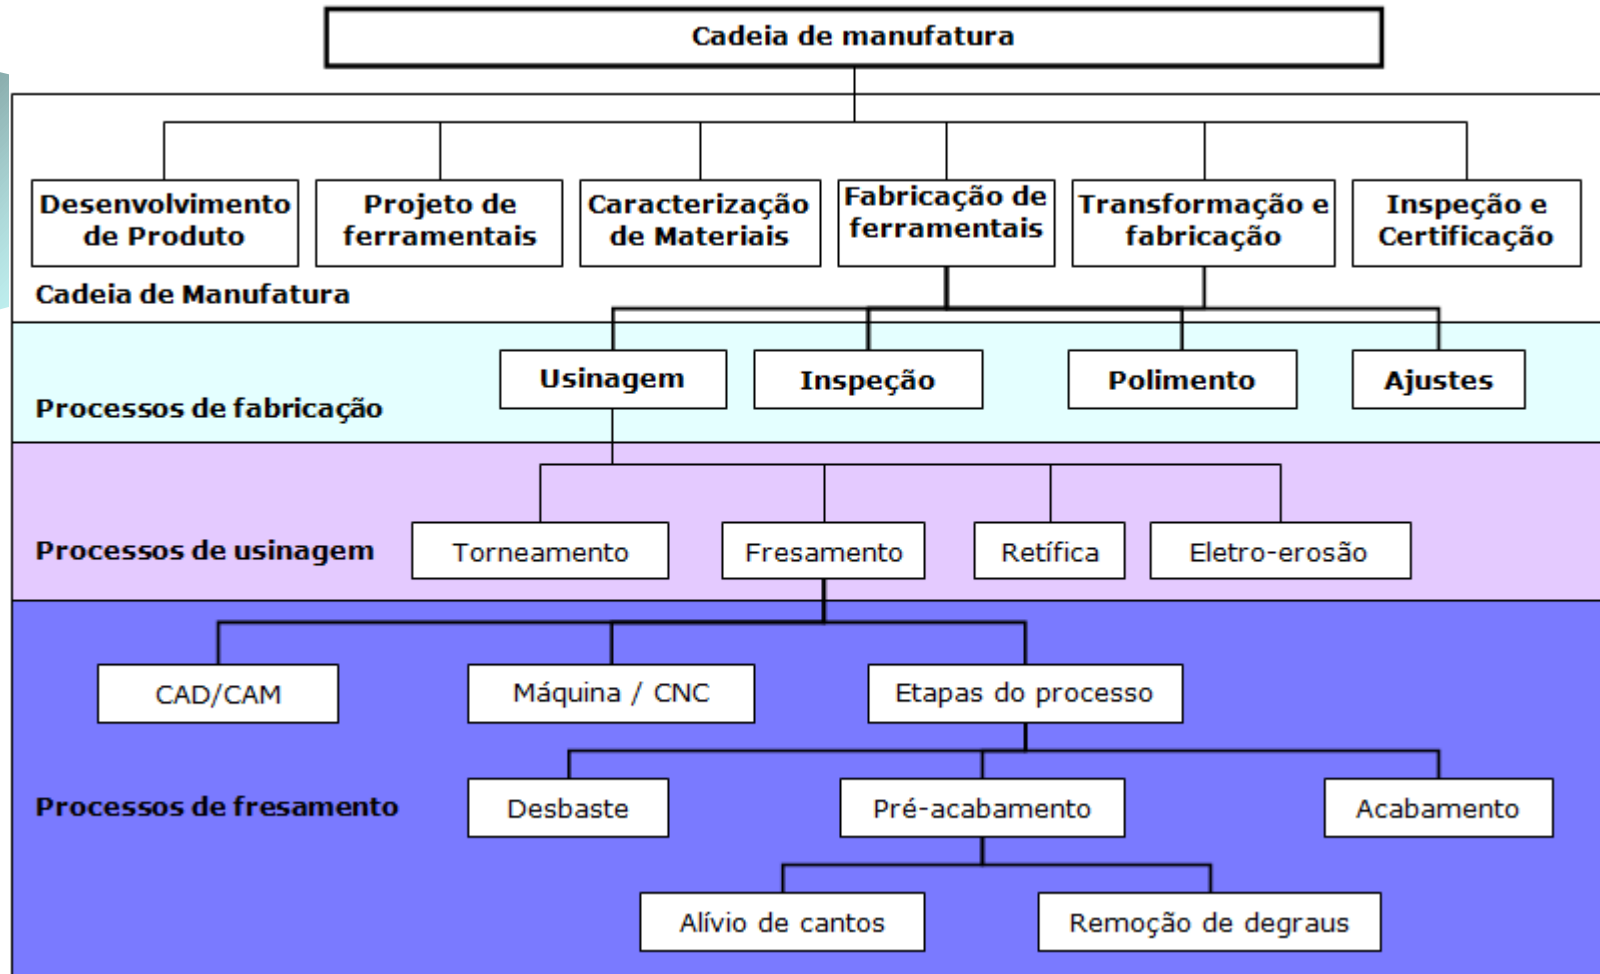 Cadeia de manufatura
Desenvolvimento
de Produto
Projeto de
ferramentais
Caracterização
de Materiais
Fabricação de
ferramentais
Transformação e
fabricação
Inspeção e
Certificação
Cadeia de Manufatura
Usinagem
Inspeção
Polimento
Ajustes
Processos de fabricação
Processos de usinagem
Torneamento
Fresamento
Retífica
Eletro-erosão
CAD/CAM
Máquina / CNC
Etapas do processo
Processos de fresamento
Desbaste
Pré-acabamento
Acabamento
Alívio de cantos
Remoção de degraus